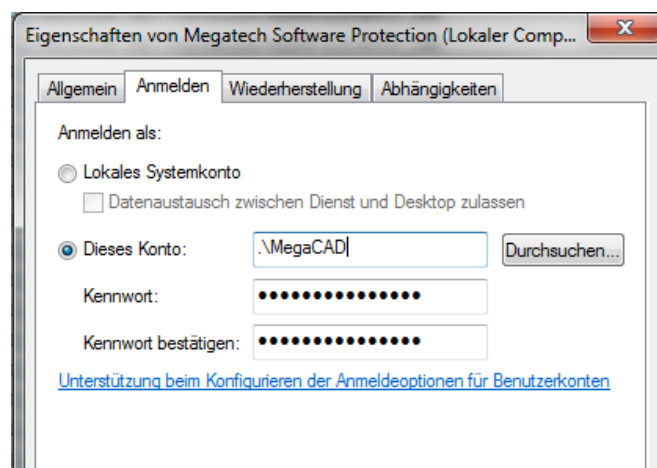 Eigenschaften von Megatech Software Protection (Lokaler Comp...
Allgemein Anmelden Wiederherstellung Abhängigkeiten
Anmelden als:
Lokales Systemkonto
Datenaustausch zwischen Dienst und Desktop zulassen
Dieses Konto: .\MegaCAD Durchsuchen...
Kennwort: •••••••••••••••
Kennwort bestätigen: •••••••••••••••
Unterstützung beim Konfigurieren der Anmeldeoptionen für Benutzerkonten